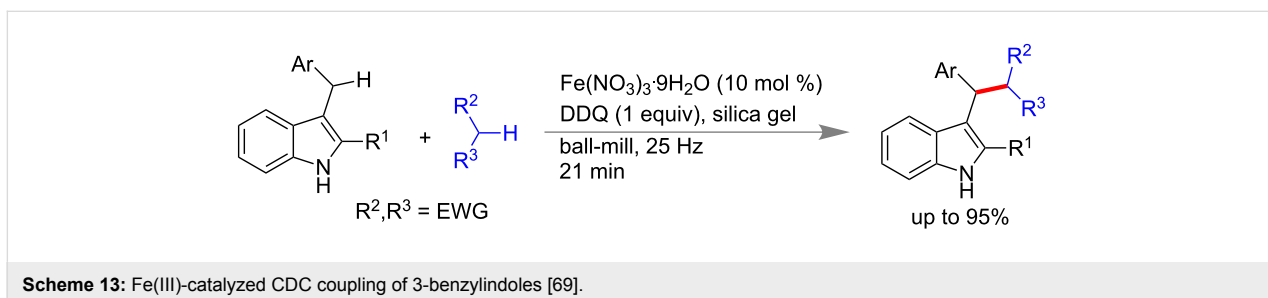 Ar
H
R²
R³
H
+
R¹
N
H
R²,R³ = EWG
Fe(NO₃)₃·9H₂O (10 mol %)
DDQ (1 equiv), silica gel
ball-mill, 25 Hz
21 min
Ar
R²
R³
R¹
N
H
up to 95%
Scheme 13: Fe(III)-catalyzed CDC coupling of 3-benzylindoles [69].